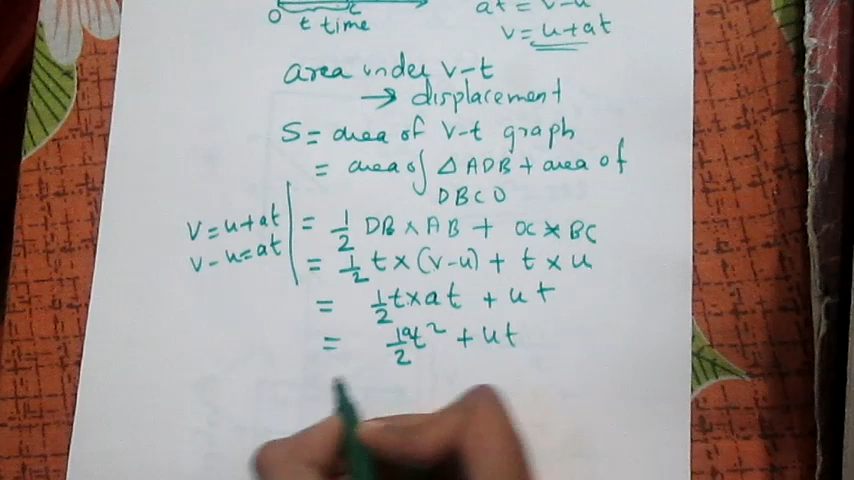 at = v-u
0 t
t time
v = u+at
area under v-t
→ displacement
S = area of v-t graph
= area of △ ADB + area of
DBCO
v = u+at
v - u = at
= 1/2 DB × AB + OC × BC
= 1/2 t × (v-u) + t × u
= 1/2 t × at + ut
= 1/2 at² + ut